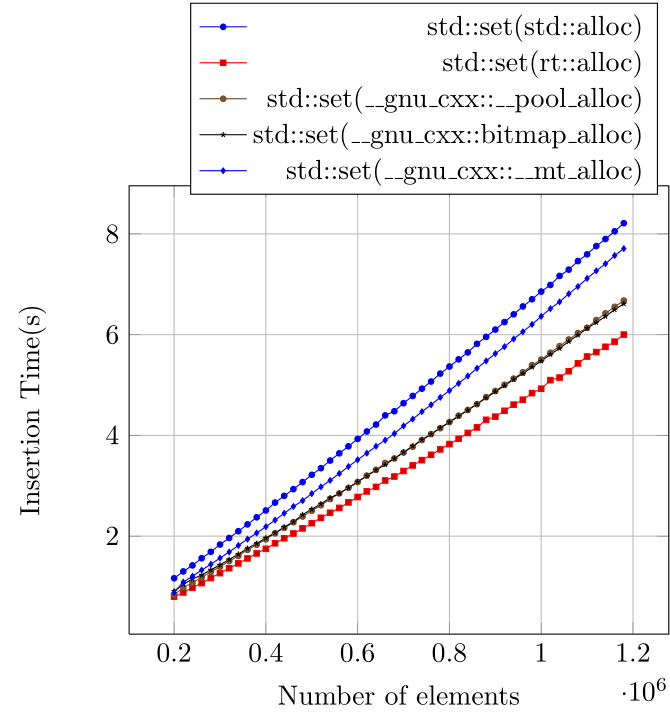 std::set(std::alloc)
std::set(rt::alloc)
std::set(__gnu_cxx::__pool_alloc)
std::set(__gnu_cxx::bitmap_alloc)
std::set(__gnu_cxx::__mt_alloc)
8
6
4
2
Insertion Time(s)
0.2 0.4 0.6 0.8 1 1.2
·10⁶
Number of elements